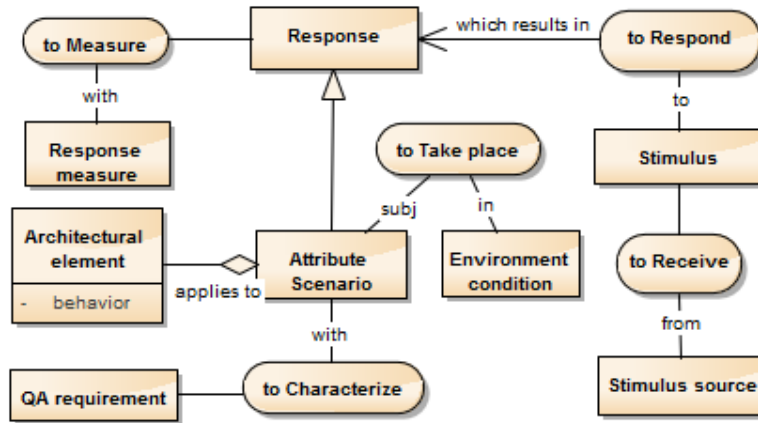 to Measure
Response
which results in
to Respond
with
to
Response
measure
to Take place
Stimulus
subj
in
Architectural
element
- behavior
applies to
Attribute
Scenario
Environment
condition
to Receive
with
from
QA requirement
to Characterize
Stimulus source